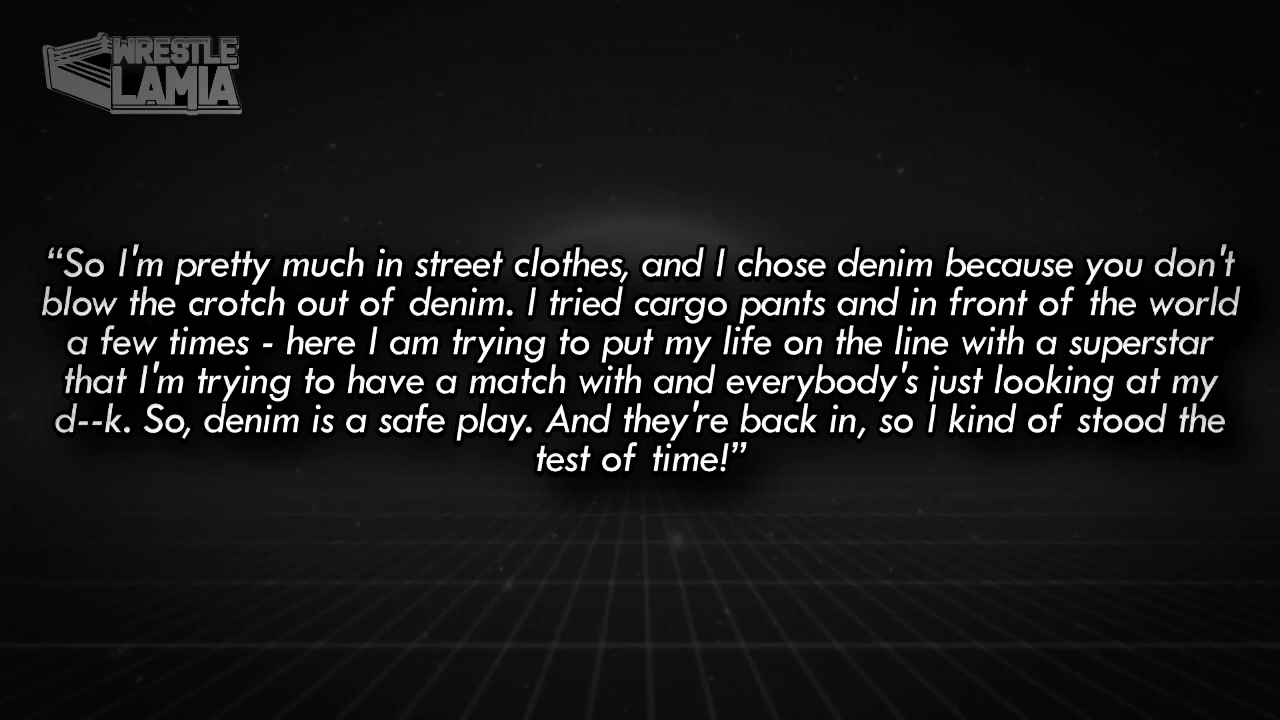 WRESTLE
LAMIA
“So I'm pretty much in street clothes, and I chose denim because you don't
blow the crotch out of denim. I tried cargo pants and in front of the world
a few times - here I am trying to put my life on the line with a superstar
that I'm trying to have a match with and everybody's just looking at my
d--k. So, denim is a safe play. And they're back in, so I kind of stood the
test of time!”